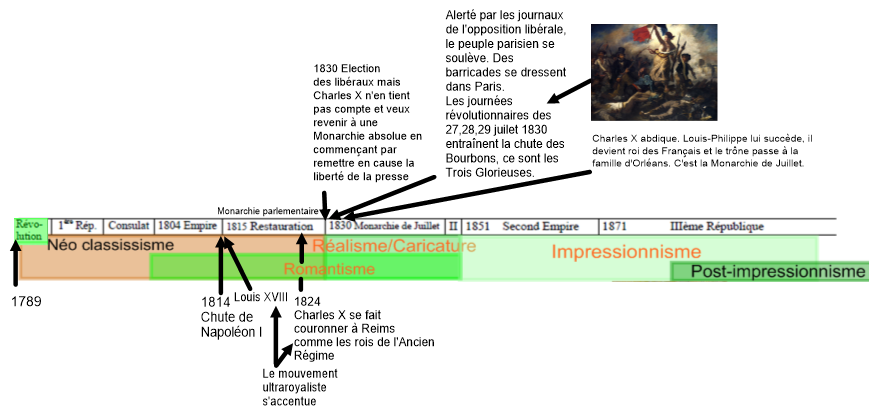 Alerté par les journaux
de l'opposition libérale,
le peuple parisien se
soulève. Des
barricades se dressent
dans Paris.
Les journées
révolutionnaires des
27,28,29 juilet 1830
entraînent la chute des
Bourbons, ce sont les
Trois Glorieuses.
1830 Election
des libéraux mais
Charles X n'en tient
pas compte et veux
revenir à une
Monarchie absolue en
commençant par
remettre en cause la
liberté de la presse
Charles X abdique. Louis-Philippe lui succède, il
devient roi des Français et le trône passe à la
famille d'Orléans. C'est la Monarchie de Juillet.
Monarchie parlementaire
Révo-
lution
1ère Rép.
Consulat
1804 Empire
1815 Restauration
1830 Monarchie de Juillet
II
1851 Second Empire
1871 IIIème République
Néo classissisme
Réalisme/Caricature
Impressionnisme
Romantisme
Post-impressionnisme
1789
1814
Chute de
Napoléon I
Louis XVIII
1824
Charles X se fait
couronner à Reims
comme les rois de l'Ancien
Régime
Le mouvement
ultraroyaliste
s'accentue